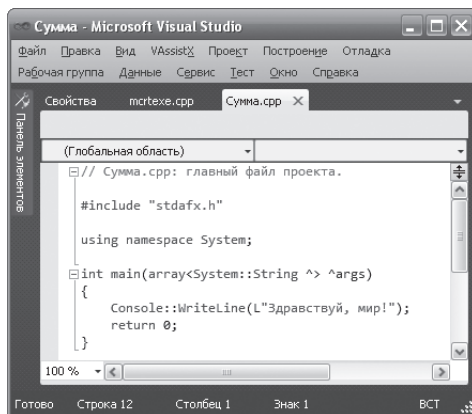 Сумма - Microsoft Visual Studio
Файл Правка Вид VAssistX Проект Построение Отладка
Рабочая группа Данные Сервис Тест Окно Справка
Панель элементов
Свойства mcrtexe.cpp Сумма.cpp
(Глобальная область)
// Сумма.cpp: главный файл проекта.
#include "stdafx.h"
using namespace System;
int main(array<System::String ^> ^args)
{
Console::WriteLine(L"Здравствуй, мир!");
return 0;
}
100 %
Готово Строка 12 Столбец 1 Знак 1 ВСТ